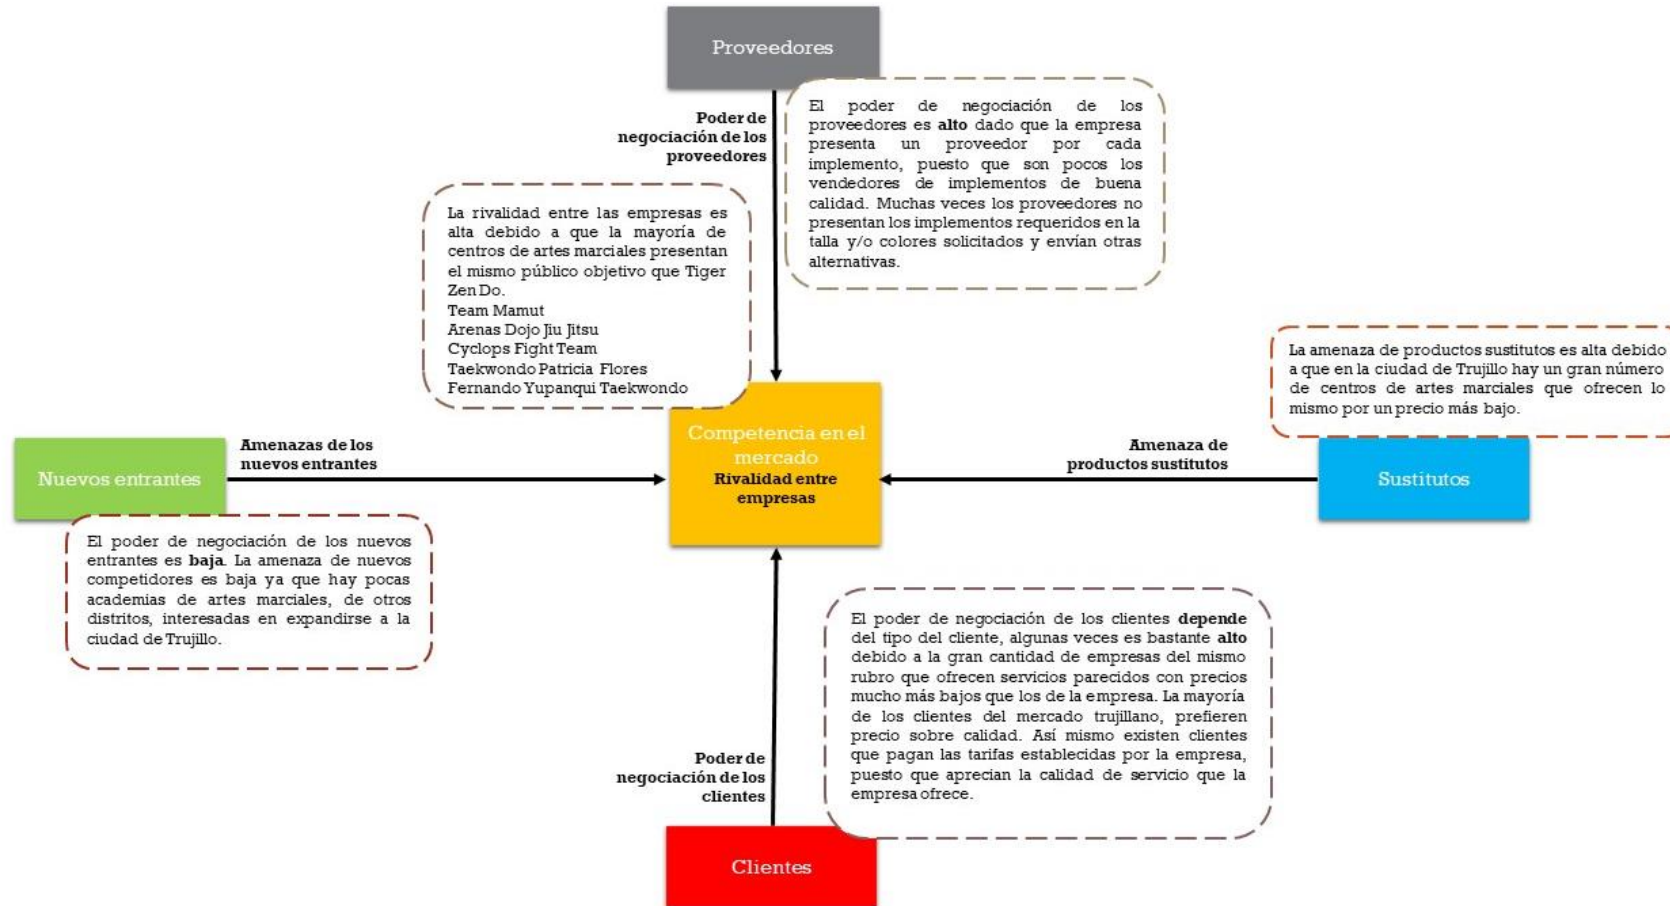 Proveedores
Poder de
negociación de los
proveedores
El poder de negociación de los
proveedores es alto dado que la empresa
presenta un proveedor por cada
implemento, puesto que son pocos los
vendedores de implementos de buena
calidad. Muchas veces los proveedores no
presentan los implementos requeridos en la
talla y/o colores solicitados y envían otras
alternativas.
La rivalidad entre las empresas es
alta debido a que la mayoría de
centros de artes marciales presentan
el mismo público objetivo que Tiger
Zen Do.
Team Mamut
Arenas Dojo Jiu Jitsu
Cyclops Fight Team
Taekwondo Patricia Flores
Fernando Yupanqui Taekwondo
La amenaza de productos sustitutos es alta debido
a que en la ciudad de Trujillo hay un gran número
de centros de artes marciales que ofrecen lo
mismo por un precio más bajo.
Nuevos entrantes
Amenazas de los
nuevos entrantes
Competencia en el
mercado
Rivalidad entre
empresas
Amenaza de
productos sustitutos
Sustitutos
El poder de negociación de los nuevos
entrantes es baja. La amenaza de nuevos
competidores es baja ya que hay pocas
academias de artes marciales, de otros
distritos, interesadas en expandirse a la
ciudad de Trujillo.
El poder de negociación de los clientes depende
del tipo del cliente, algunas veces es bastante alto
debido a la gran cantidad de empresas del mismo
rubro que ofrecen servicios parecidos con precios
mucho más bajos que los de la empresa. La mayoría
de los clientes del mercado trujillano, prefieren
precio sobre calidad. Así mismo existen clientes
que pagan las tarifas establecidas por la empresa,
puesto que aprecian la calidad de servicio que la
empresa ofrece.
Poder de
negociación de los
clientes
Clientes